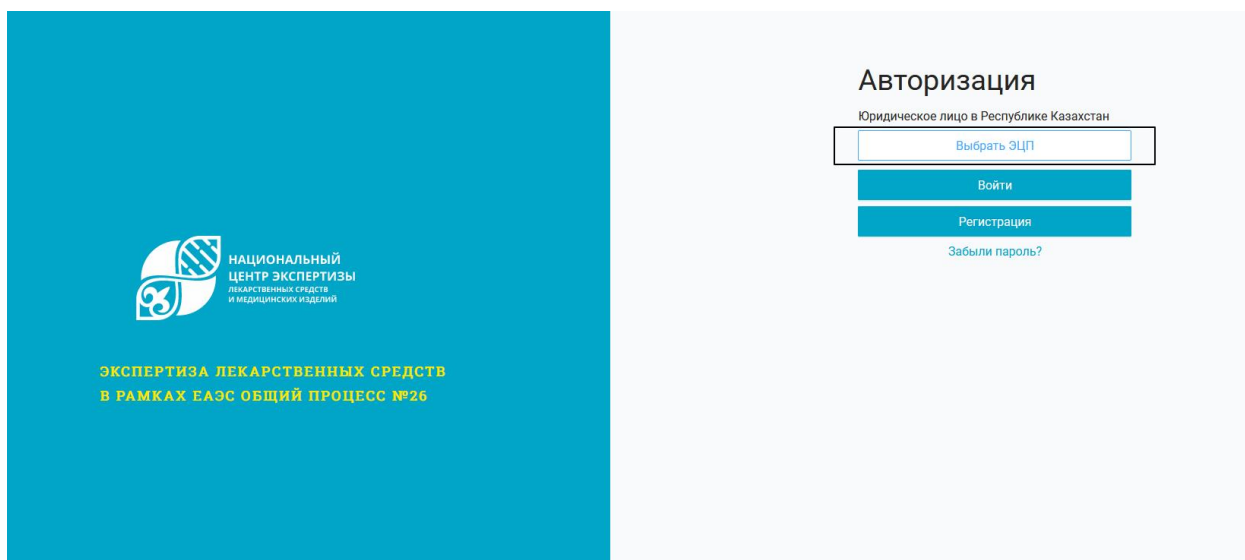 НАЦИОНАЛЬНЫЙ
ЦЕНТР ЭКСПЕРТИЗЫ
ЛЕКАРСТВЕННЫХ СРЕДСТВ
И МЕДИЦИНСКИХ ИЗДЕЛИЙ
ЭКСПЕРТИЗА ЛЕКАРСТВЕННЫХ СРЕДСТВ
В РАМКАХ ЕАЭС ОБЩИЙ ПРОЦЕСС №26
Авторизация
Юридическое лицо в Республике Казахстан
Выбрать ЭЦП
Войти
Регистрация
Забыли пароль?